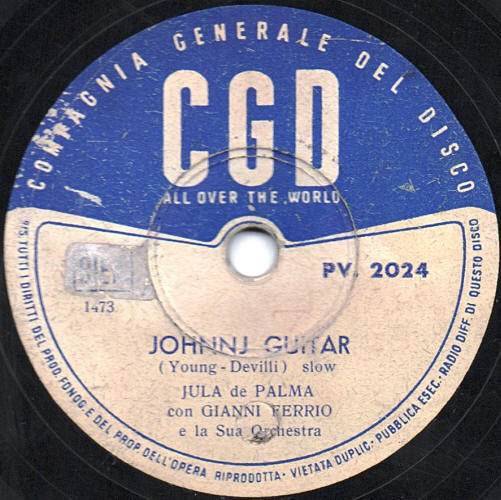 COMPAGNIA GENERALE DEL DISCO
CGD
ALL OVER THE WORLD
PV. 2024
1473
JOHNNJ GUITAR
(Young - Devilli) slow
JULA de PALMA
con GIANNI FERRIO
e la Sua Orchestra
TUTTI I DIRITTI DEL PROD. FONOG. E DEL PROP. DELL'OPERA RIPRODOTTA - VIETATA DUPLIC. - PUBBLICA ESEC. - RADIO DIFF. DI QUESTO DISCO